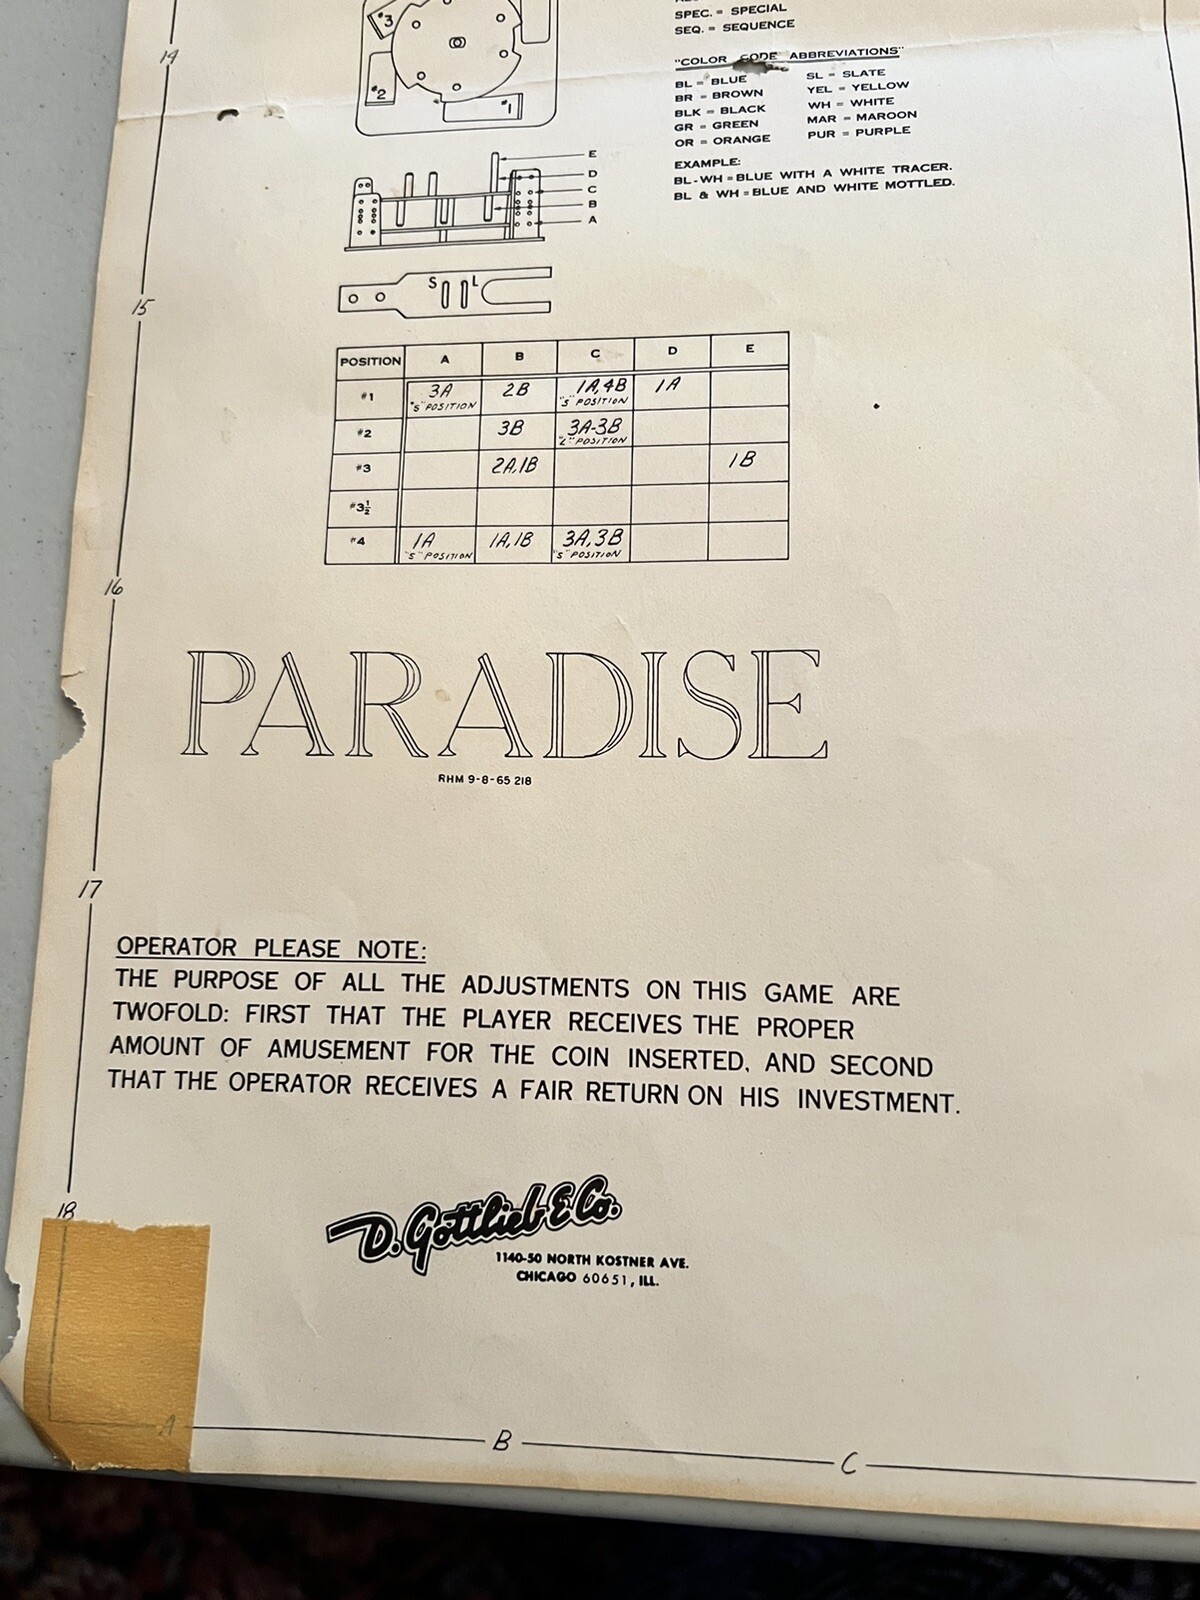 SPEC. = SPECIAL
SEQ. = SEQUENCE
"COLOR CODE ABBREVIATIONS"
BL = BLUE SL = SLATE
BR = BROWN YEL = YELLOW
BLK = BLACK WH = WHITE
GR = GREEN MAR = MAROON
OR = ORANGE PUR = PURPLE
EXAMPLE:
BL-WH = BLUE WITH A WHITE TRACER.
BL & WH = BLUE AND WHITE MOTTLED.
14
#3
#2
#1
E
D
C
B
A
15
S L
POSITION A B C D E
#1 3A 2B 1A,4B 1A
"S" POSITION "S" POSITION
#2 3B 3A-3B
"L" POSITION
#3 2A,1B 1B
#3½
#4 1A 1A,1B 3A,3B
"S" POSITION "S" POSITION
16
PARADISE
RHM 9-8-65 218
17
OPERATOR PLEASE NOTE:
THE PURPOSE OF ALL THE ADJUSTMENTS ON THIS GAME ARE
TWOFOLD: FIRST THAT THE PLAYER RECEIVES THE PROPER
AMOUNT OF AMUSEMENT FOR THE COIN INSERTED, AND SECOND
THAT THE OPERATOR RECEIVES A FAIR RETURN ON HIS INVESTMENT.
18
D. Gottlieb & Co.
1140-50 NORTH KOSTNER AVE.
CHICAGO 60651, ILL.
A B C